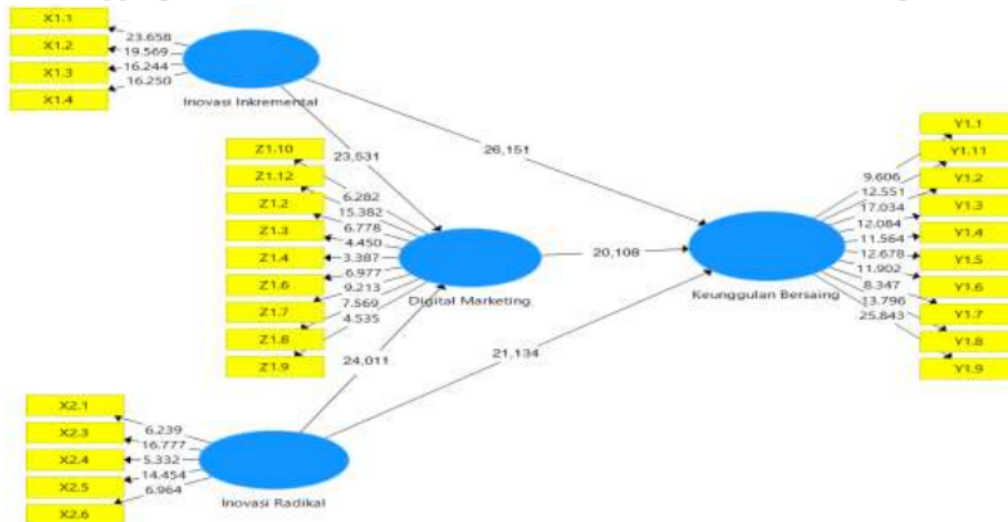 X1.1
X1.2
X1.3
X1.4
23.658
19.569
16.244
16.250
Inovasi Inkremental
23,531
26,151
Z1.10
Z1.12
Z1.2
Z1.3
Z1.4
Z1.6
Z1.7
Z1.8
Z1.9
6.282
15.382
6.778
4.450
3.387
6.977
9.213
7.569
4.535
Digital Marketing
20,108
24,011
21,134
Keunggulan Bersaing
9.606
12.551
17.034
12.084
11.564
12.678
11.902
8.347
13.796
25.843
Y1.1
Y1.11
Y1.2
Y1.3
Y1.4
Y1.5
Y1.6
Y1.7
Y1.8
Y1.9
X2.1
X2.3
X2.4
X2.5
X2.6
6.239
16.777
5.332
14.454
6.964
Inovasi Radikal